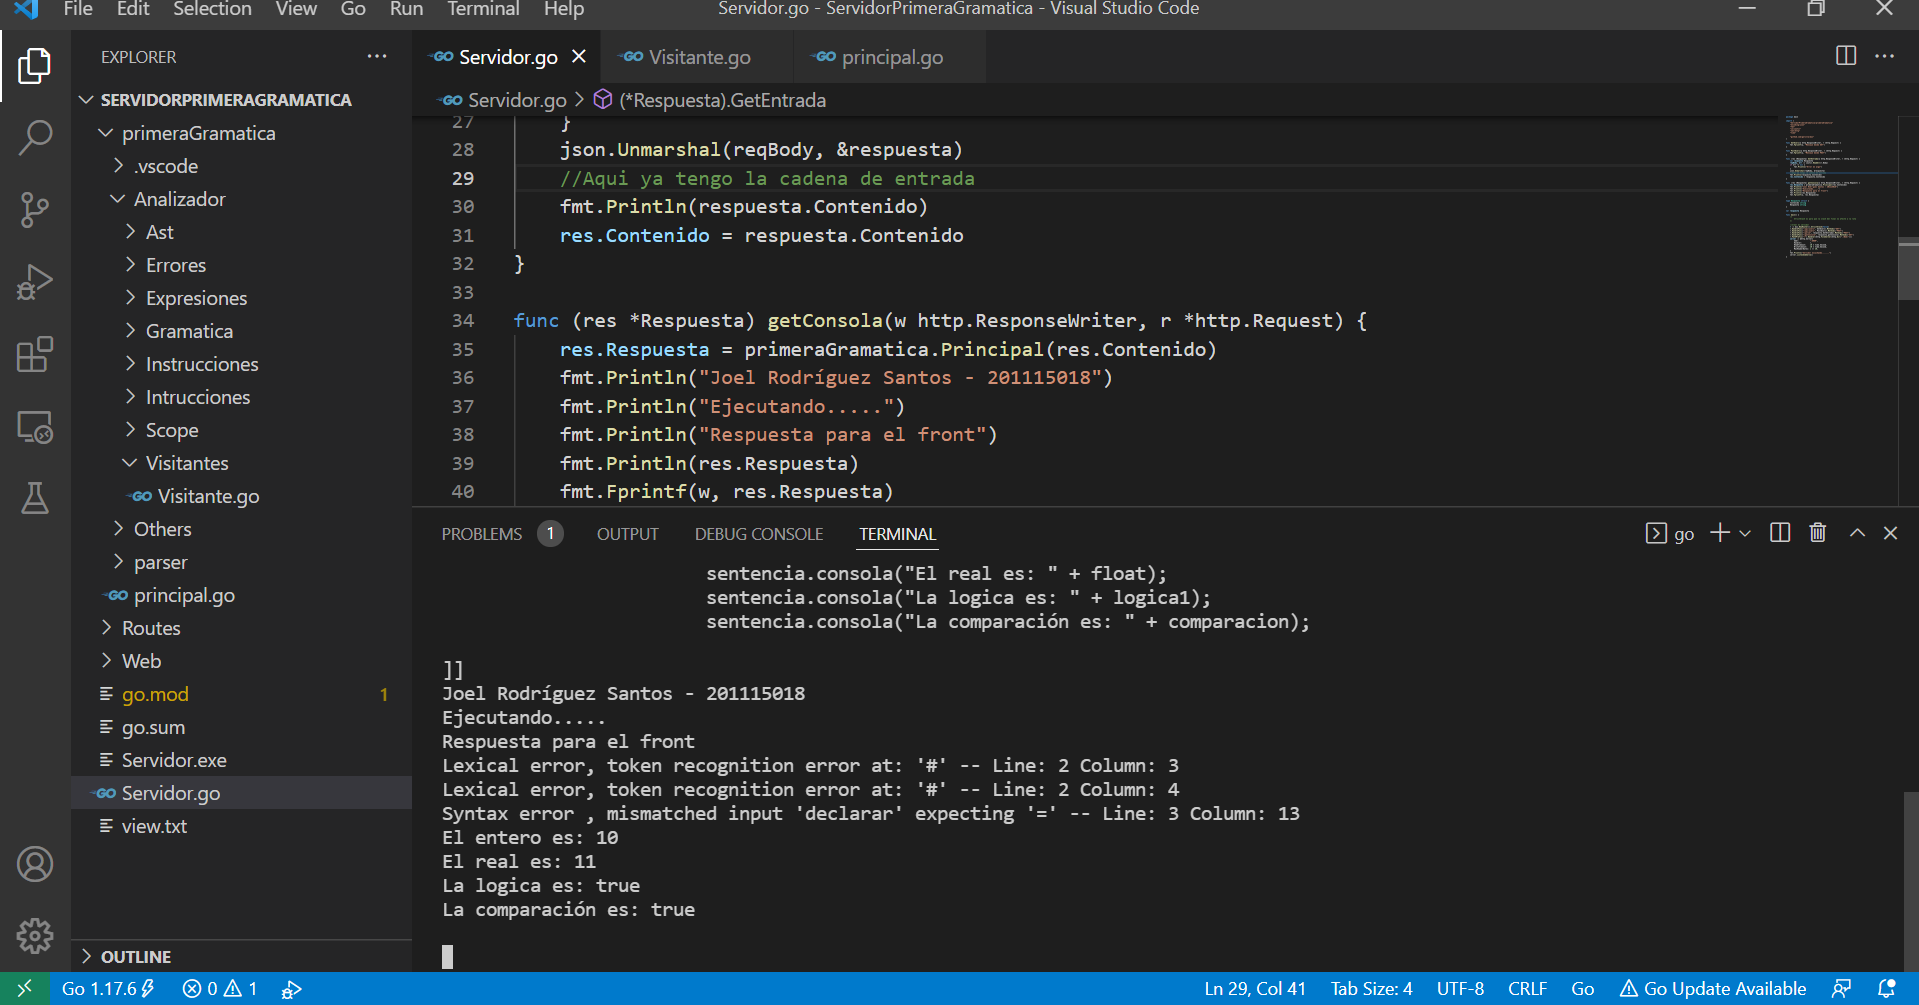 File Edit Selection View Go Run Terminal Help Servidor.go - ServidorPrimeraGramatica - Visual Studio Code
EXPLORER
SERVIDORPRIMERAGRAMATICA
primeraGramatica
.vscode
Analizador
Ast
Errores
Expresiones
Gramatica
Instrucciones
Intrucciones
Scope
Visitantes
GO Visitante.go
Others
parser
GO principal.go
Routes
Web
go.mod 1
go.sum
Servidor.exe
GO Servidor.go
view.txt
OUTLINE
GO Servidor.go GO Visitante.go GO principal.go
GO Servidor.go > (*Respuesta).GetEntrada
27 }
28 json.Unmarshal(reqBody, &respuesta)
29 //Aqui ya tengo la cadena de entrada
30 fmt.Println(respuesta.Contenido)
31 res.Contenido = respuesta.Contenido
32 }
33
34 func (res *Respuesta) getConsola(w http.ResponseWriter, r *http.Request) {
35 res.Respuesta = primeraGramatica.Principal(res.Contenido)
36 fmt.Println("Joel Rodríguez Santos - 201115018")
37 fmt.Println("Ejecutando.....")
38 fmt.Println("Respuesta para el front")
39 fmt.Println(res.Respuesta)
40 fmt.Fprintf(w, res.Respuesta)
PROBLEMS 1 OUTPUT DEBUG CONSOLE TERMINAL go
sentencia.consola("El real es: " + float);
sentencia.consola("La logica es: " + logica1);
sentencia.consola("La comparación es: " + comparacion);
]]
Joel Rodríguez Santos - 201115018
Ejecutando.....
Respuesta para el front
Lexical error, token recognition error at: '#' -- Line: 2 Column: 3
Lexical error, token recognition error at: '#' -- Line: 2 Column: 4
Syntax error , mismatched input 'declarar' expecting '=' -- Line: 3 Column: 13
El entero es: 10
El real es: 11
La logica es: true
La comparación es: true
Go 1.17.6 0 1 Ln 29, Col 41 Tab Size: 4 UTF-8 CRLF Go Go Update Available